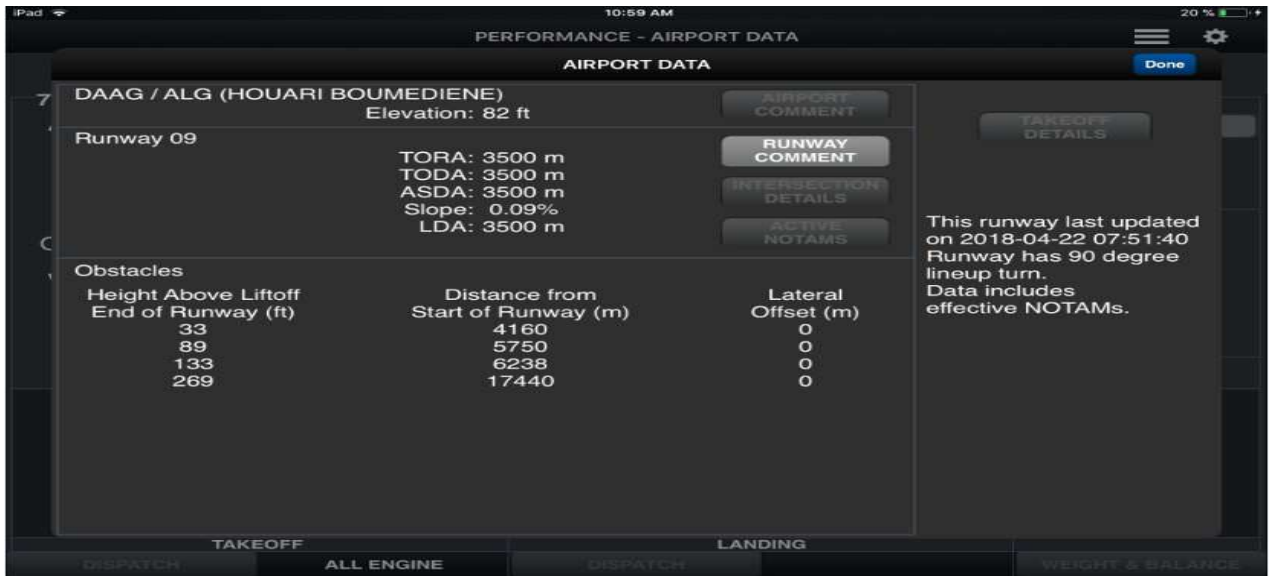 iPad 10:59 AM 20 %
PERFORMANCE - AIRPORT DATA
AIRPORT DATA Done
DAAG / ALG (HOUARI BOUMEDIENE)
Elevation: 82 ft
AIRPORT
COMMENT
TAKEOFF
DETAILS
Runway 09
TORA: 3500 m
TODA: 3500 m
ASDA: 3500 m
Slope: 0.09%
LDA: 3500 m
RUNWAY
COMMENT
INTERSECTION
DETAILS
ACTIVE
NOTAMS
This runway last updated
on 2018-04-22 07:51:40
Runway has 90 degree
lineup turn.
Data includes
effective NOTAMs.
Obstacles
Height Above Liftoff Distance from Lateral
End of Runway (ft) Start of Runway (m) Offset (m)
33 4160 0
89 5750 0
133 6238 0
269 17440 0
TAKEOFF LANDING
DISPATCH ALL ENGINE DISPATCH WEIGHT & BALANCE